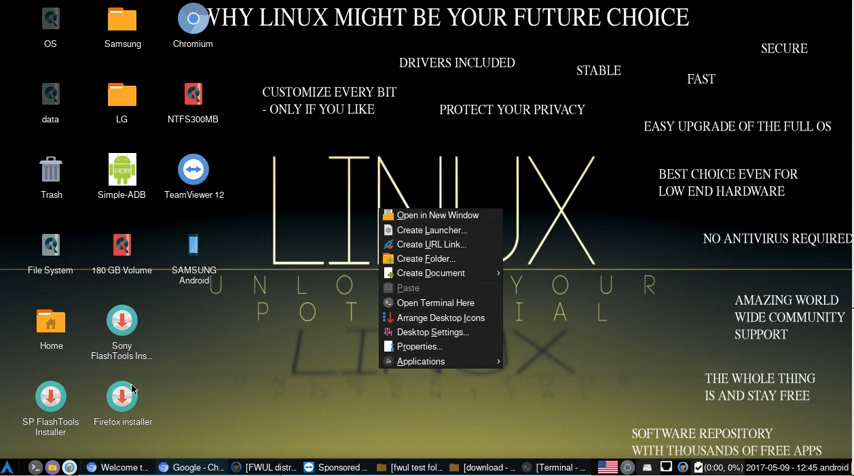 WHY LINUX MIGHT BE YOUR FUTURE CHOICE
SECURE
DRIVERS INCLUDED
STABLE
FAST
CUSTOMIZE EVERY BIT
- ONLY IF YOU LIKE
PROTECT YOUR PRIVACY
EASY UPGRADE OF THE FULL OS
BEST CHOICE EVEN FOR
LOW END HARDWARE
NO ANTIVIRUS REQUIRED
AMAZING WORLD
WIDE COMMUNITY
SUPPORT
THE WHOLE THING
IS AND STAY FREE
SOFTWARE REPOSITORY
WITH THOUSANDS OF FREE APPS
LINUX
UNLO YOUR
POT IAL
OS
Samsung
Chromium
data
LG
NTFS300MB
Trash
Simple-ADB
TeamViewer 12
File System
180 GB Volume
SAMSUNG
Android
Home
Sony
FlashTools Ins...
SP FlashTools
Installer
Firefox installer
Open in New Window
Create Launcher...
Create URL Link...
Create Folder...
Create Document
Paste
Open Terminal Here
Arrange Desktop Icons
Desktop Settings...
Properties...
Applications
Welcome t...
Google - Ch...
[FWUL distr...
Sponsored ...
[fwul test fol...
[download - ...
[Terminal - ...
(0:00, 0%)
2017-05-09 - 12:45
android